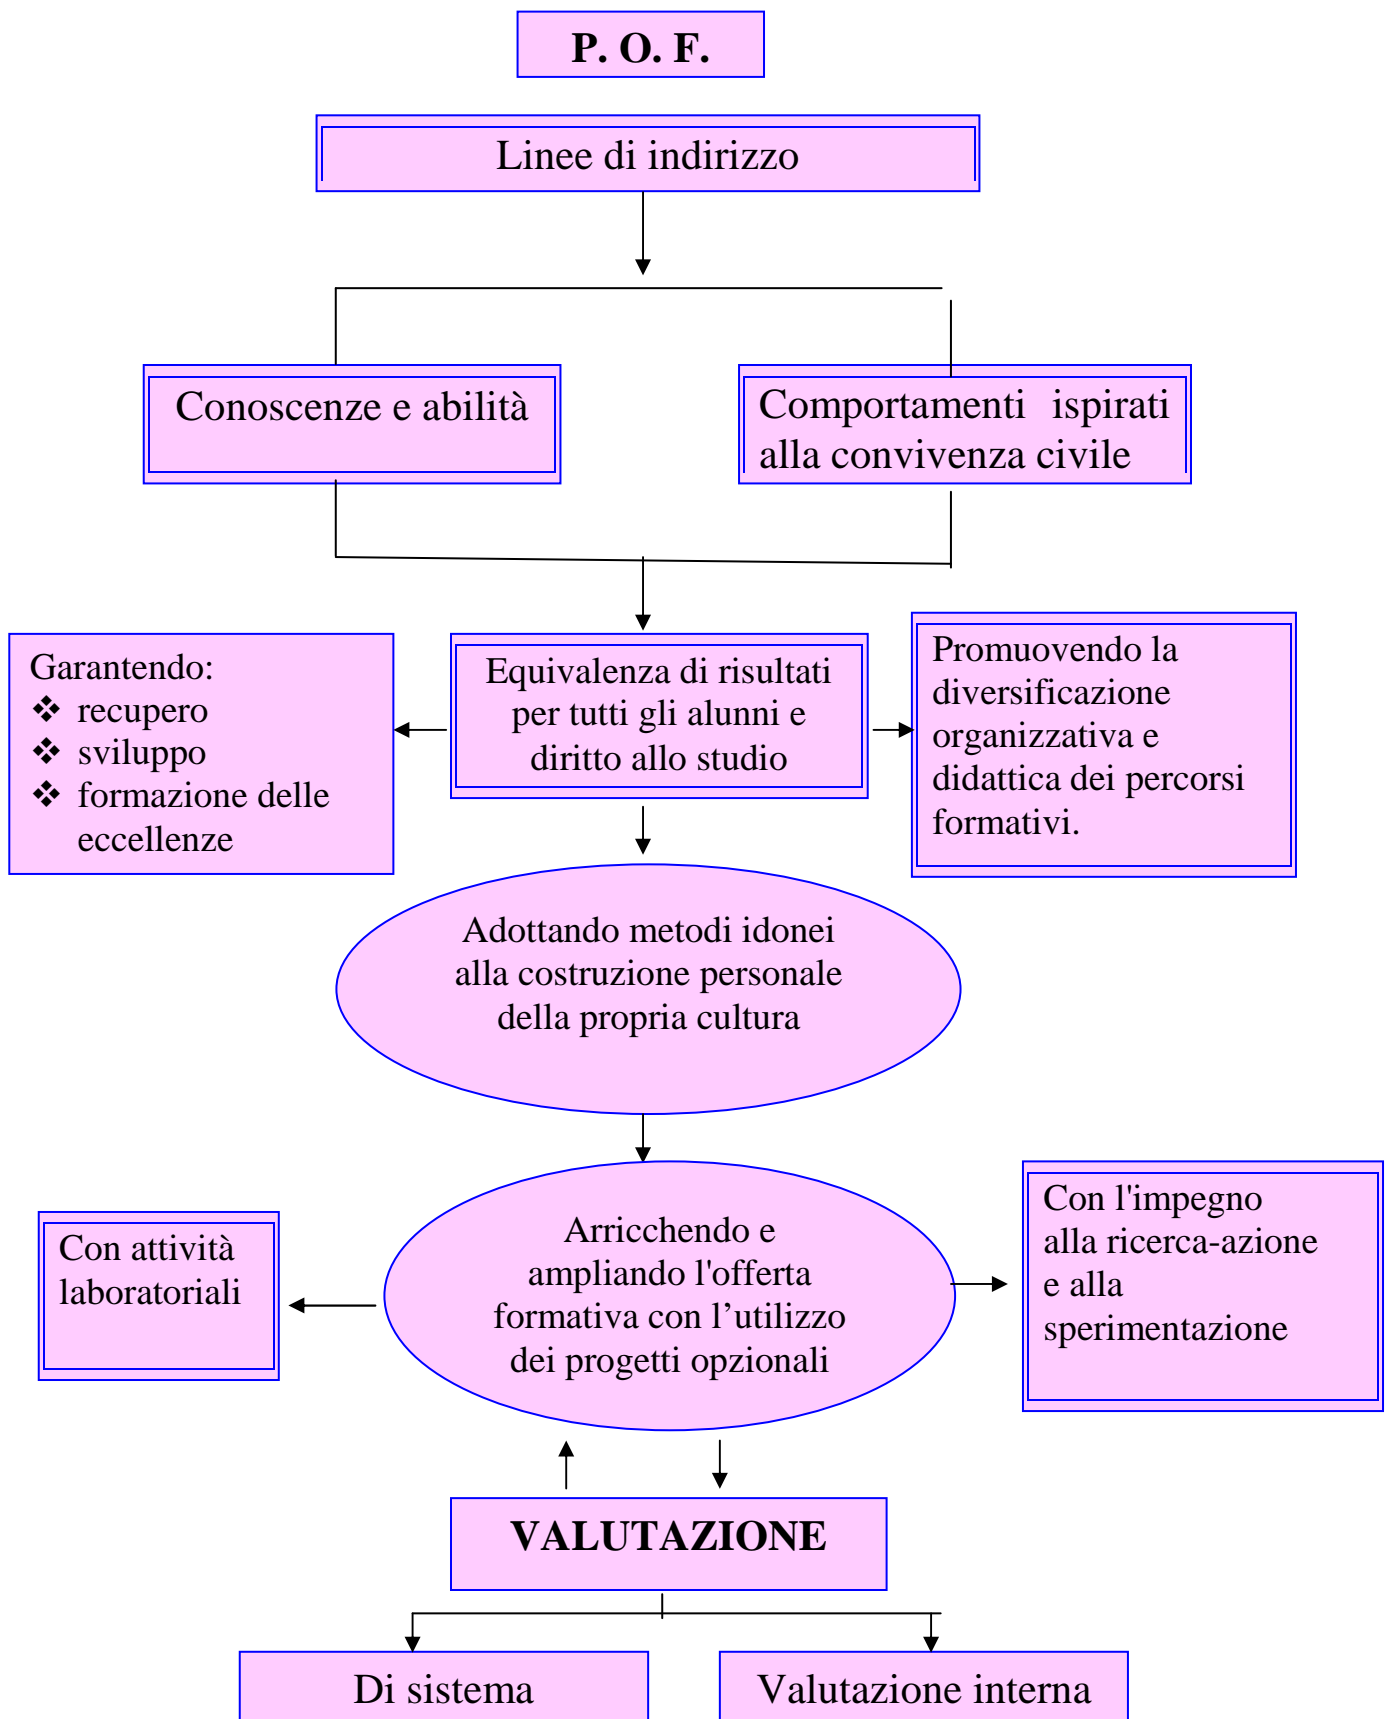 P. O. F.
Linee di indirizzo
Conoscenze e abilità
Comportamenti ispirati
alla convivenza civile
Garantendo:
❖ recupero
❖ sviluppo
❖ formazione delle
eccellenze
Equivalenza di risultati
per tutti gli alunni e
diritto allo studio
Promuovendo la
diversificazione
organizzativa e
didattica dei percorsi
formativi.
Adottando metodi idonei
alla costruzione personale
della propria cultura
Con attività
laboratoriali
Arricchendo e
ampliando l'offerta
formativa con l’utilizzo
dei progetti opzionali
Con l'impegno
alla ricerca-azione
e alla
sperimentazione
VALUTAZIONE
Di sistema
Valutazione interna